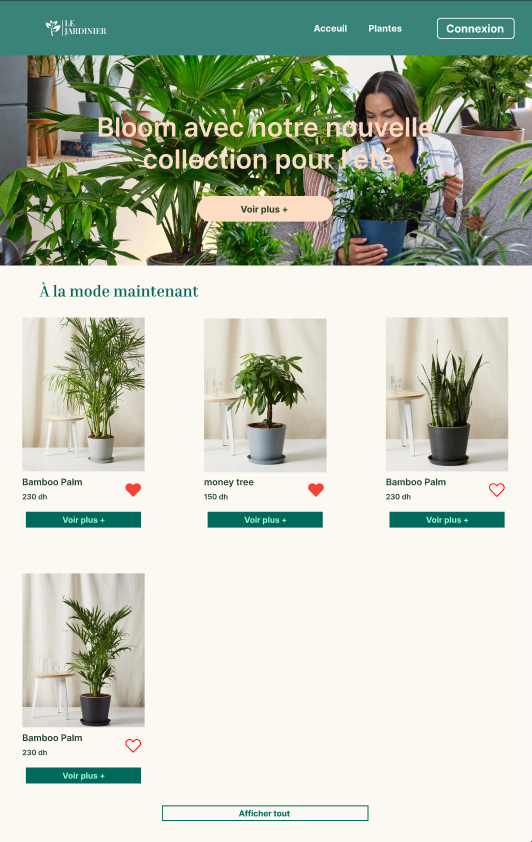 LE
JARDINIER
Acceuil
Plantes
Connexion
Bloom avec notre nouvelle
collection pour l'été
Voir plus +
À la mode maintenant
Bamboo Palm
230 dh
Voir plus +
money tree
150 dh
Voir plus +
Bamboo Palm
230 dh
Voir plus +
Bamboo Palm
230 dh
Voir plus +
Afficher tout